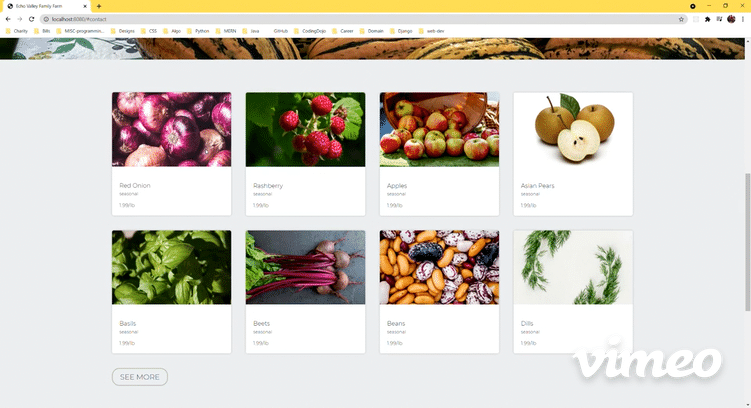 Echo Valley Family Farm
localhost:8080/#contact
Charity Bills MISC-programmin... Designs CSS Algo Python MERN Java GitHub CodingDojo Career Domain Django web-dev
Red Onion
seasonal
1.99/lb
Rashberry
seasonal
1.99/lb
Apples
seasonal
1.99/lb
Asian Pears
seasonal
1.99/lb
Basils
seasonal
1.99/lb
Beets
seasonal
1.99/lb
Beans
seasonal
1.99/lb
Dills
seasonal
1.99/lb
SEE MORE
vimeo